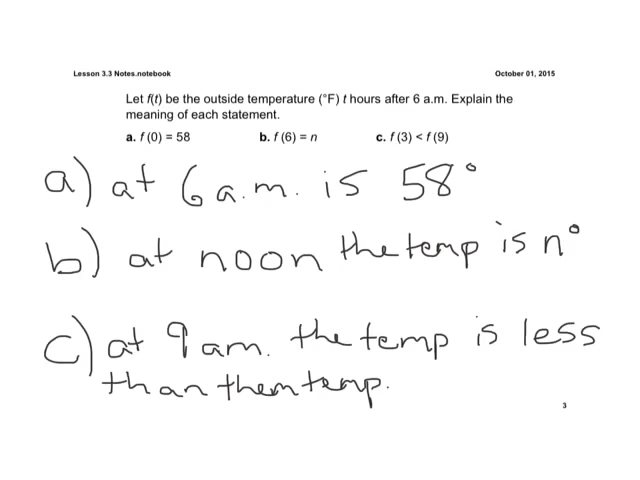 Lesson 3.3 Notes.notebook October 01, 2015
Let f(t) be the outside temperature (°F) t hours after 6 a.m. Explain the
meaning of each statement.
a. f (0) = 58 b. f (6) = n c. f (3) < f (9)
a) at 6 a.m. is 58°
b) at noon the temp is n°
c) at 9 am. the temp is less
than temp.
3